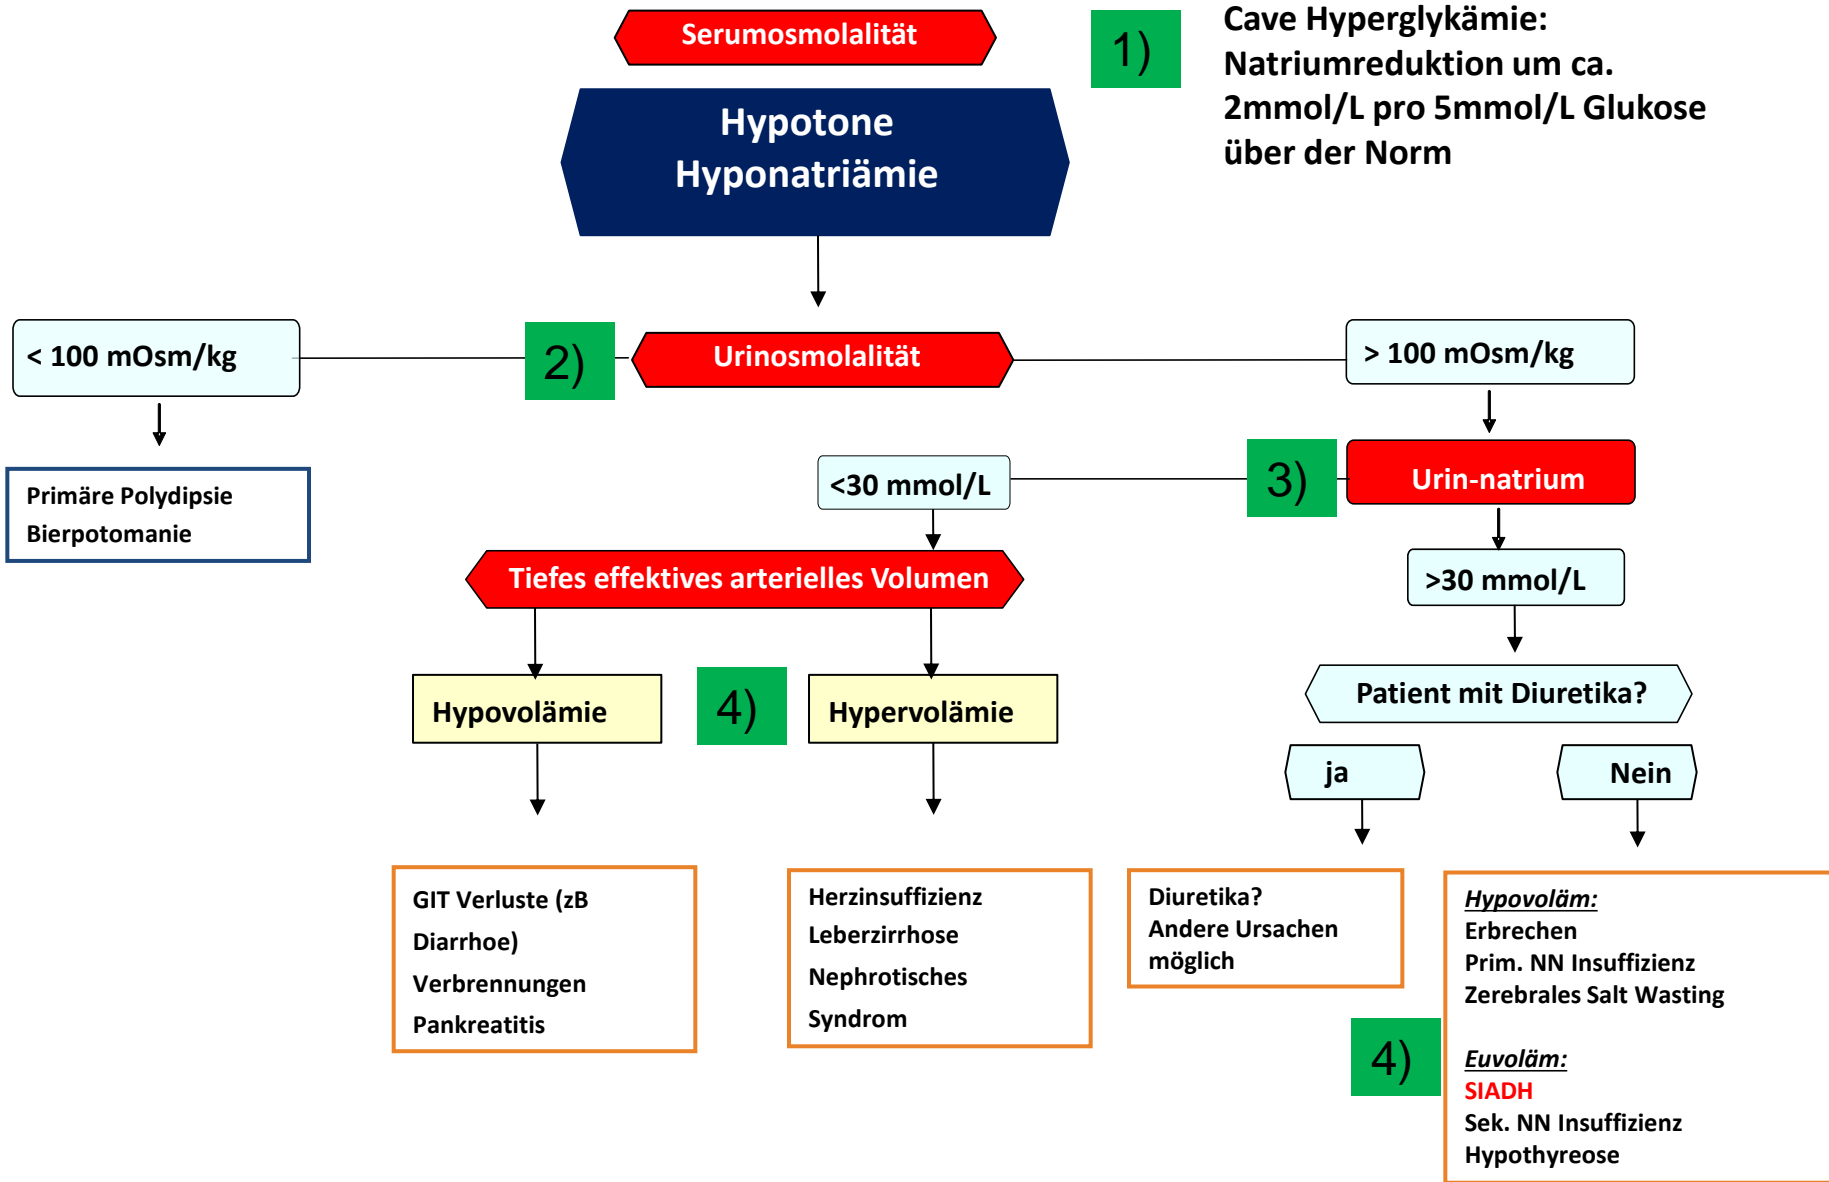 Serumosmolalität
1)
Cave Hyperglykämie:
Natriumreduktion um ca.
2mmol/L pro 5mmol/L Glukose
über der Norm
Hypotone
Hyponatriämie
< 100 mOsm/kg
2)
Urinosmolalität
> 100 mOsm/kg
Primäre Polydipsie
Bierpotomanie
<30 mmol/L
3)
Urin-natrium
Tiefes effektives arterielles Volumen
>30 mmol/L
Hypovolämie
4)
Hypervolämie
Patient mit Diuretika?
ja
Nein
GIT Verluste (zB
Diarrhoe)
Verbrennungen
Pankreatitis
Herzinsuffizienz
Leberzirrhose
Nephrotisches
Syndrom
Diuretika?
Andere Ursachen
möglich
Hypovoläm:
Erbrechen
Prim. NN Insuffizienz
Zerebrales Salt Wasting
4)
Euvoläm:
SIADH
Sek. NN Insuffizienz
Hypothyreose